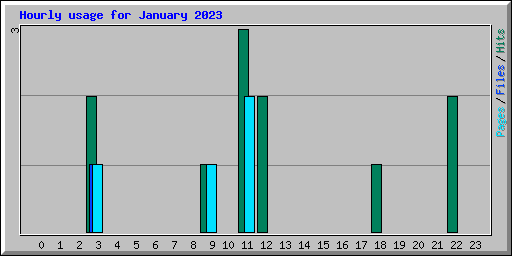 Hourly usage for January 2023
3
Pages/Files/Hits
0 1 2 3 4 5 6 7 8 9 10 11 12 13 14 15 16 17 18 19 20 21 22 23